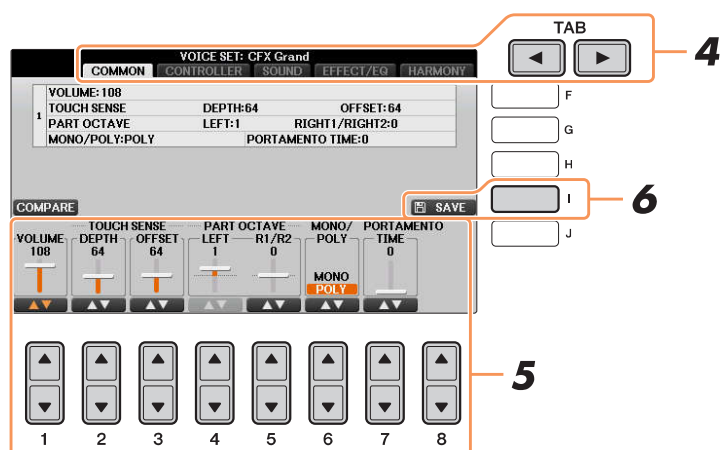 TAB
4
VOICE SET: CFX Grand
COMMON CONTROLLER SOUND EFFECT/EQ HARMONY
F
G
H
I
J
6
1
VOLUME:108
TOUCH SENSE DEPTH:64 OFFSET:64
PART OCTAVE LEFT:1 RIGHT1/RIGHT2:0
MONO/POLY:POLY PORTAMENTO TIME:0
COMPARE SAVE
TOUCH SENSE PART OCTAVE MONO/ PORTAMENTO
VOLUME DEPTH OFFSET LEFT R1/R2 POLY TIME
108 64 64 1 0 0
MONO
POLY
5
1 2 3 4 5 6 7 8